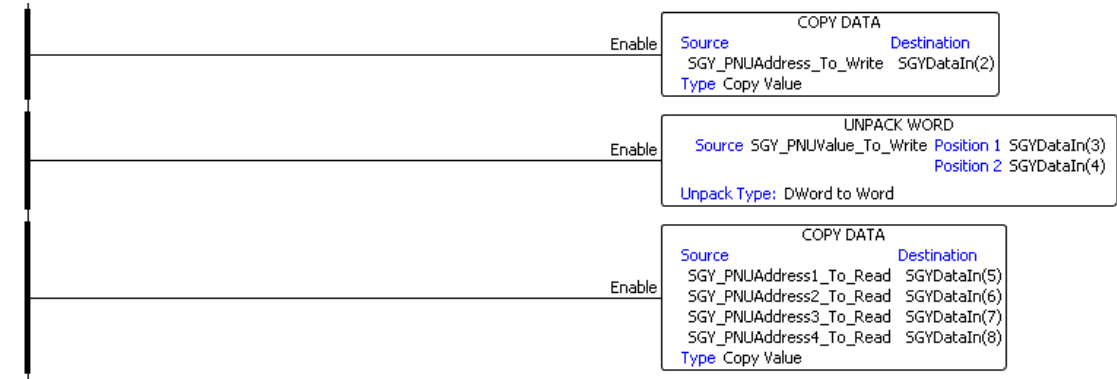 COPY DATA
Enable Source Destination
SGY_PNUAddress_To_Write SGYDataIn(2)
Type Copy Value
UNPACK WORD
Enable Source SGY_PNUValue_To_Write Position 1 SGYDataIn(3)
Position 2 SGYDataIn(4)
Unpack Type: DWord to Word
COPY DATA
Source Destination
SGY_PNUAddress1_To_Read SGYDataIn(5)
Enable SGY_PNUAddress2_To_Read SGYDataIn(6)
SGY_PNUAddress3_To_Read SGYDataIn(7)
SGY_PNUAddress4_To_Read SGYDataIn(8)
Type Copy Value